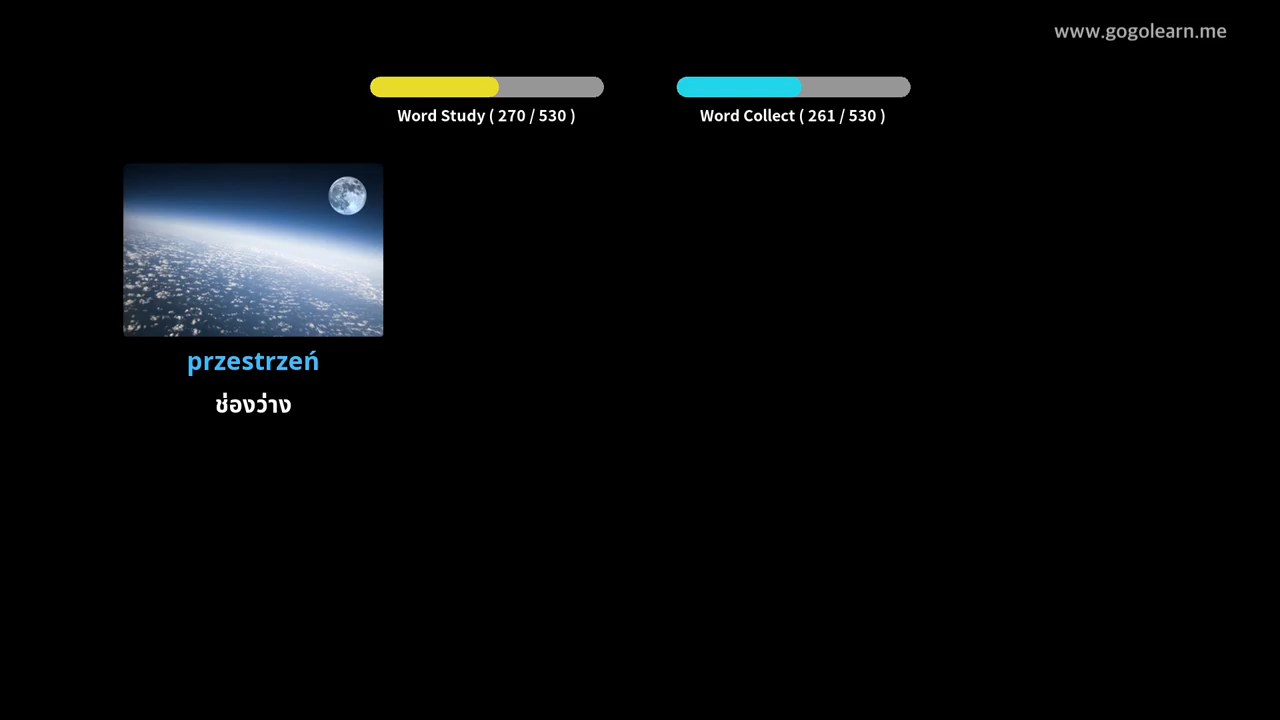 www.gogolearn.me
Word Study ( 270 / 530 )
Word Collect ( 261 / 530 )
przestrzeń
ช่องว่าง